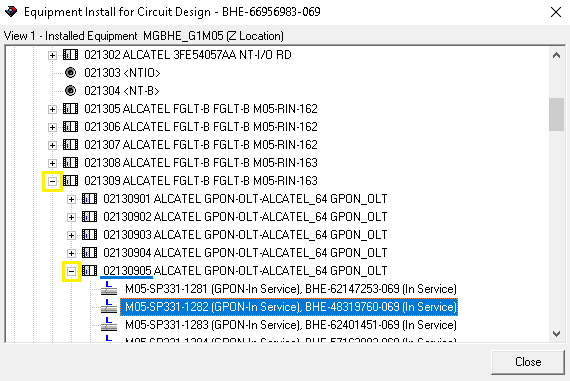 Equipment Install for Circuit Design - BHE-66956983-069
View 1 - Installed Equipment MGBHE_G1M05 (Z Location)
021302 ALCATEL 3FE54057AA NT-I/O RD
021303 <NTIO>
021304 <NT-B>
021305 ALCATEL FGLT-B FGLT-B M05-RIN-162
021306 ALCATEL FGLT-B FGLT-B M05-RIN-162
021307 ALCATEL FGLT-B FGLT-B M05-RIN-162
021308 ALCATEL FGLT-B FGLT-B M05-RIN-163
021309 ALCATEL FGLT-B FGLT-B M05-RIN-163
02130901 ALCATEL GPON-OLT-ALCATEL_64 GPON_OLT
02130902 ALCATEL GPON-OLT-ALCATEL_64 GPON_OLT
02130903 ALCATEL GPON-OLT-ALCATEL_64 GPON_OLT
02130904 ALCATEL GPON-OLT-ALCATEL_64 GPON_OLT
02130905 ALCATEL GPON-OLT-ALCATEL_64 GPON_OLT
M05-SP331-1281 (GPON-In Service), BHE-62147253-069 (In Service)
M05-SP331-1282 (GPON-In Service), BHE-48319760-069 (In Service)
M05-SP331-1283 (GPON-In Service), BHE-62401451-069 (In Service)
Close